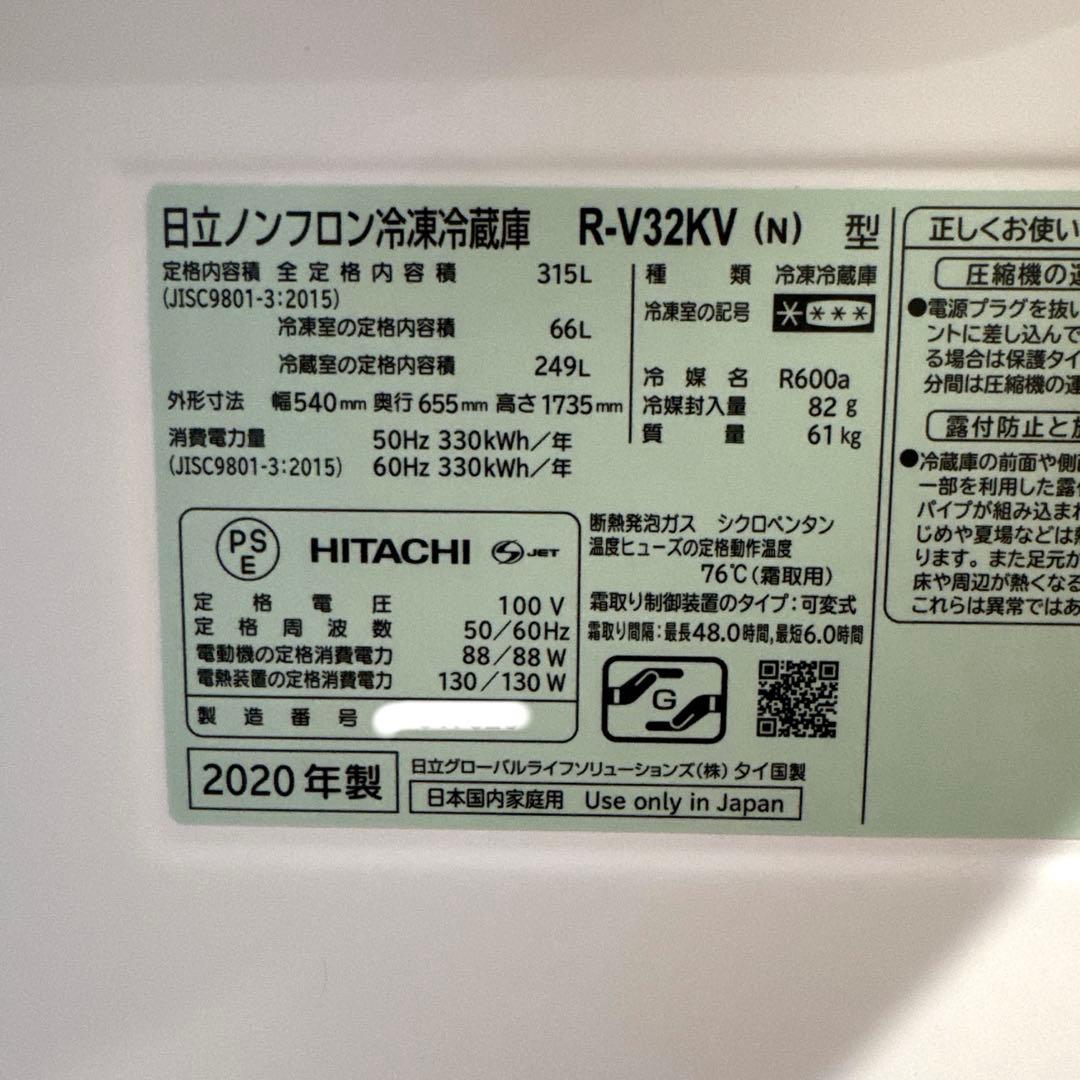 日立ノンフロン冷凍冷蔵庫 R-V32KV (N) 型
定格内容積 全定格内容積 315L
(JISC9801-3:2015)
冷凍室の定格内容積 66L
冷蔵室の定格内容積 249L
外形寸法 幅540mm 奥行655mm 高さ1735mm
消費電力量 50Hz 330kWh/年
(JISC9801-3:2015) 60Hz 330kWh/年
種類 冷凍冷蔵庫
冷凍室の記号 ****
冷媒名 R600a
冷媒封入量 82g
質量 61kg
PSE HITACHI JET
定格電圧 100V
定格周波数 50/60Hz
電動機の定格消費電力 88/88W
電熱装置の定格消費電力 130/130W
製造番号
断熱発泡ガス シクロペンタン
温度ヒューズの定格動作温度
76℃(霜取用)
霜取り制御装置のタイプ:可変式
霜取り間隔:最長48.0時間,最短6.0時間
G
2020年製
日立グローバルライフソリューションズ(株) タイ国製
日本国内家庭用 Use only in Japan
正しくお使い
圧縮機の運
●電源プラグを抜い
ントに差し込んで
る場合は保護タイ
分間は圧縮機の運
露付防止と放
●冷蔵庫の前面や側面
一部を利用した露付
パイプが組み込まれ
じめや夏場などは熱
ります。また足元が
床や周辺が熱くなる
これらは異常ではあ